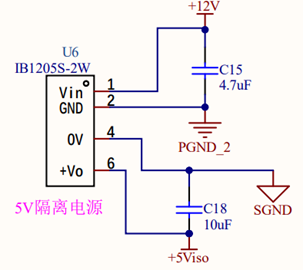 +12V
U6
IB1205S-2W
Vin 1
GND 2
0V 4
+Vo 6
C15
4.7uF
PGND_2
5V隔离电源
C18
10uF
SGND
+5Viso